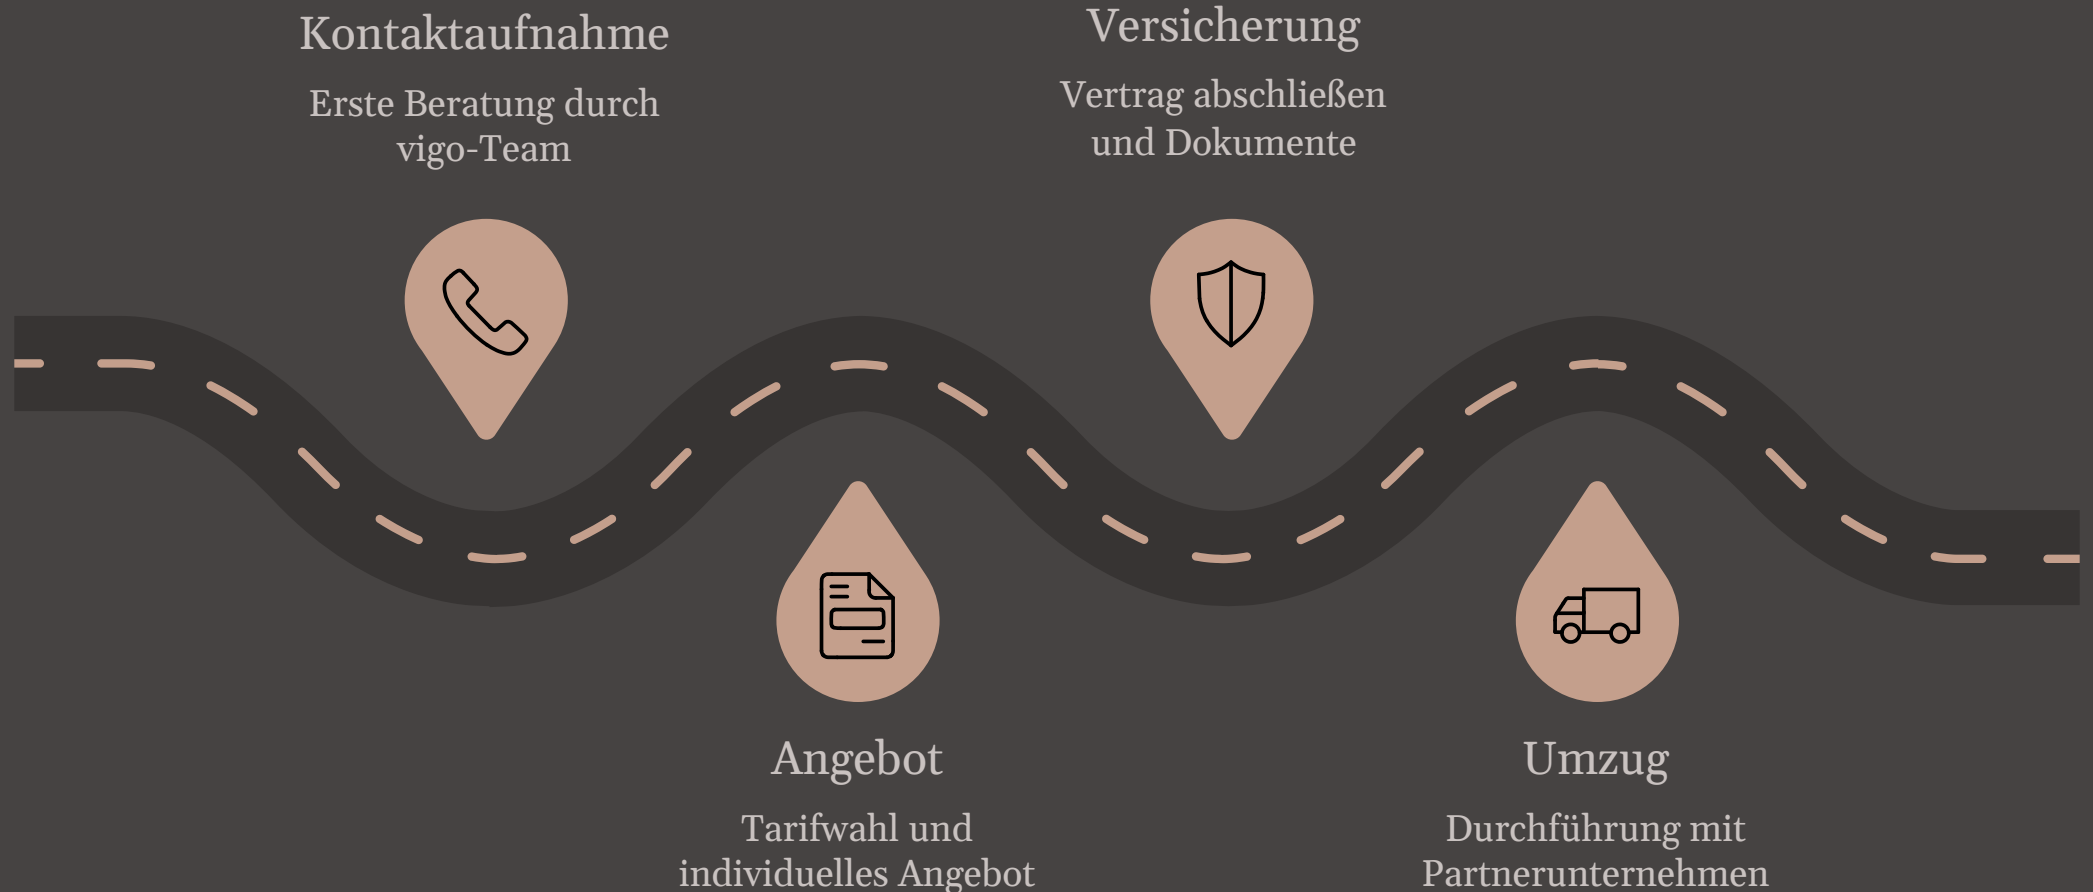 Kontaktaufnahme
Erste Beratung durch
vigo-Team
Angebot
Tarifwahl und
individuelles Angebot
Versicherung
Vertrag abschließen
und Dokumente
Umzug
Durchführung mit
Partnerunternehmen